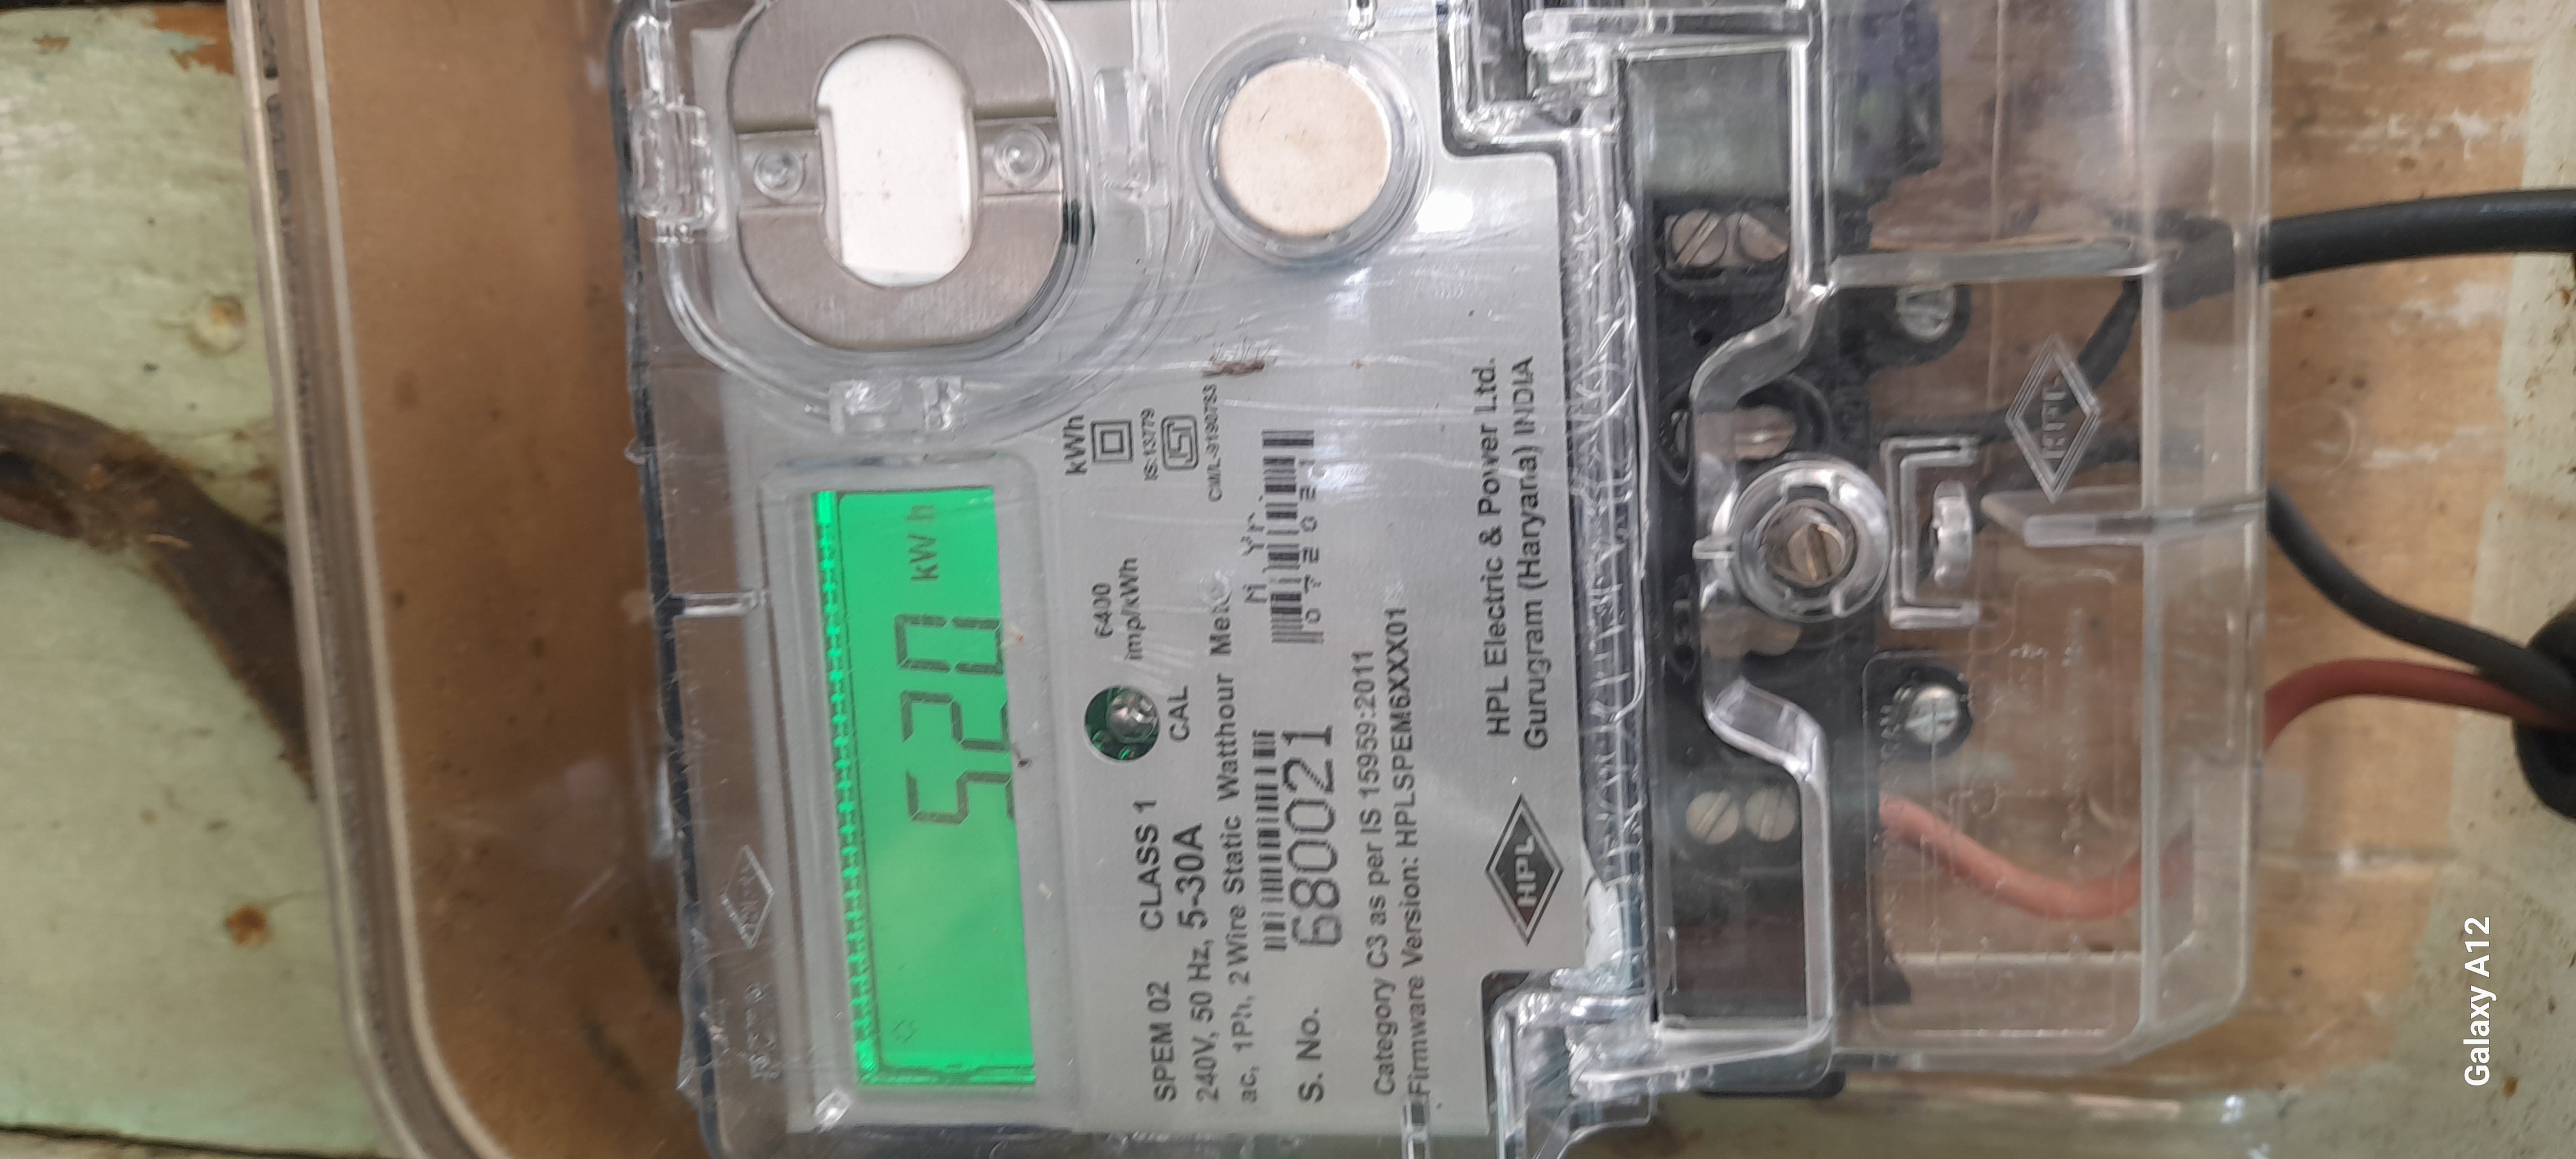 520 kWh
6400
imp/kWh
kWh
CAL
IS:13779
SPEM 02 CLASS 1
240V, 50 Hz, 5-30A
ac, 1Ph, 2 Wire Static Watthour Meter
M Yr.
S. No. 680021
Category C3 as per IS 15959:2011
Firmware Version: HPLSPEM6XXX01
HPL
HPL Electric & Power Ltd.
Gurugram (Haryana) INDIA
HPL
Galaxy A12